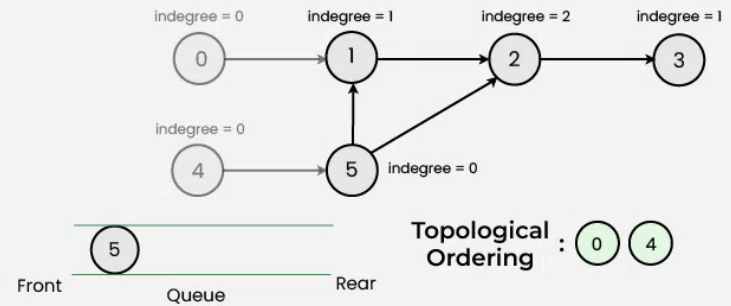 indegree = 0
indegree = 1
indegree = 2
indegree = 1
0
1
2
3
indegree = 0
4
5
indegree = 0
5
Front
Queue
Rear
Topological
Ordering
: 0 4